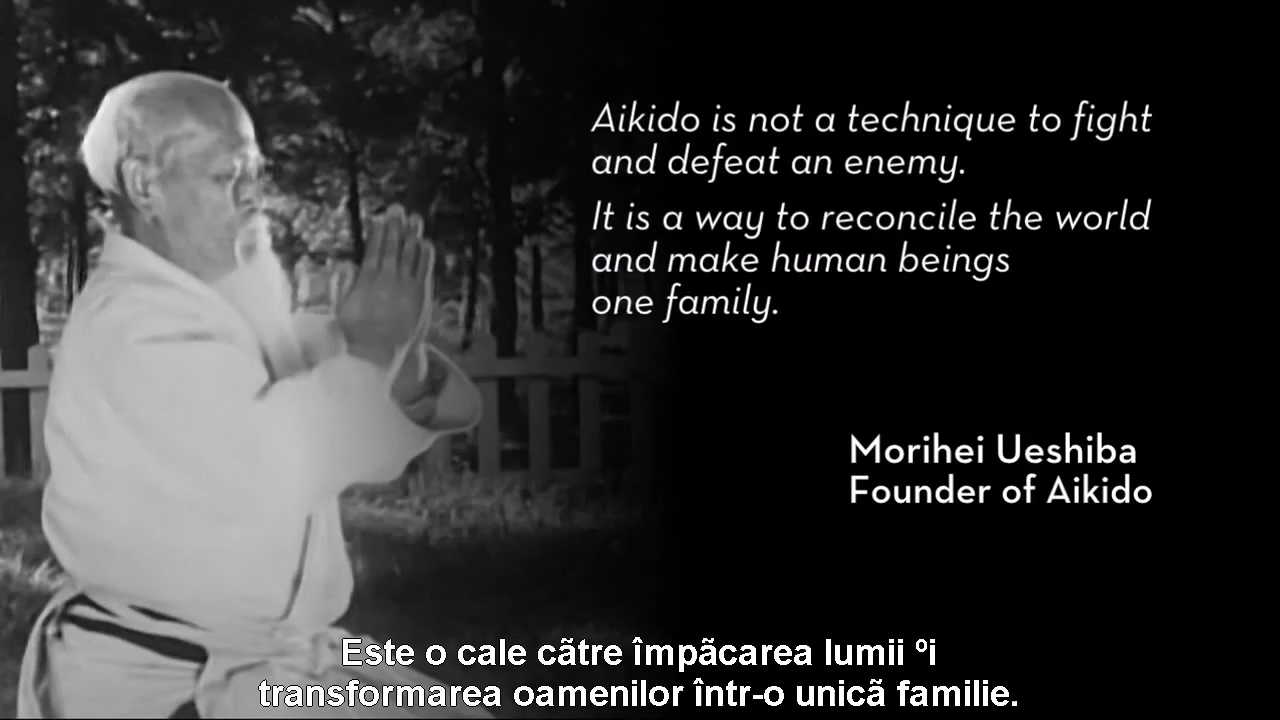 Aikido is not a technique to fight
and defeat an enemy.
It is a way to reconcile the world
and make human beings
one family.
Morihei Ueshiba
Founder of Aikido
Este o cale cãtre împãcarea lumii ºi
transformarea oamenilor într-o unicã familie.